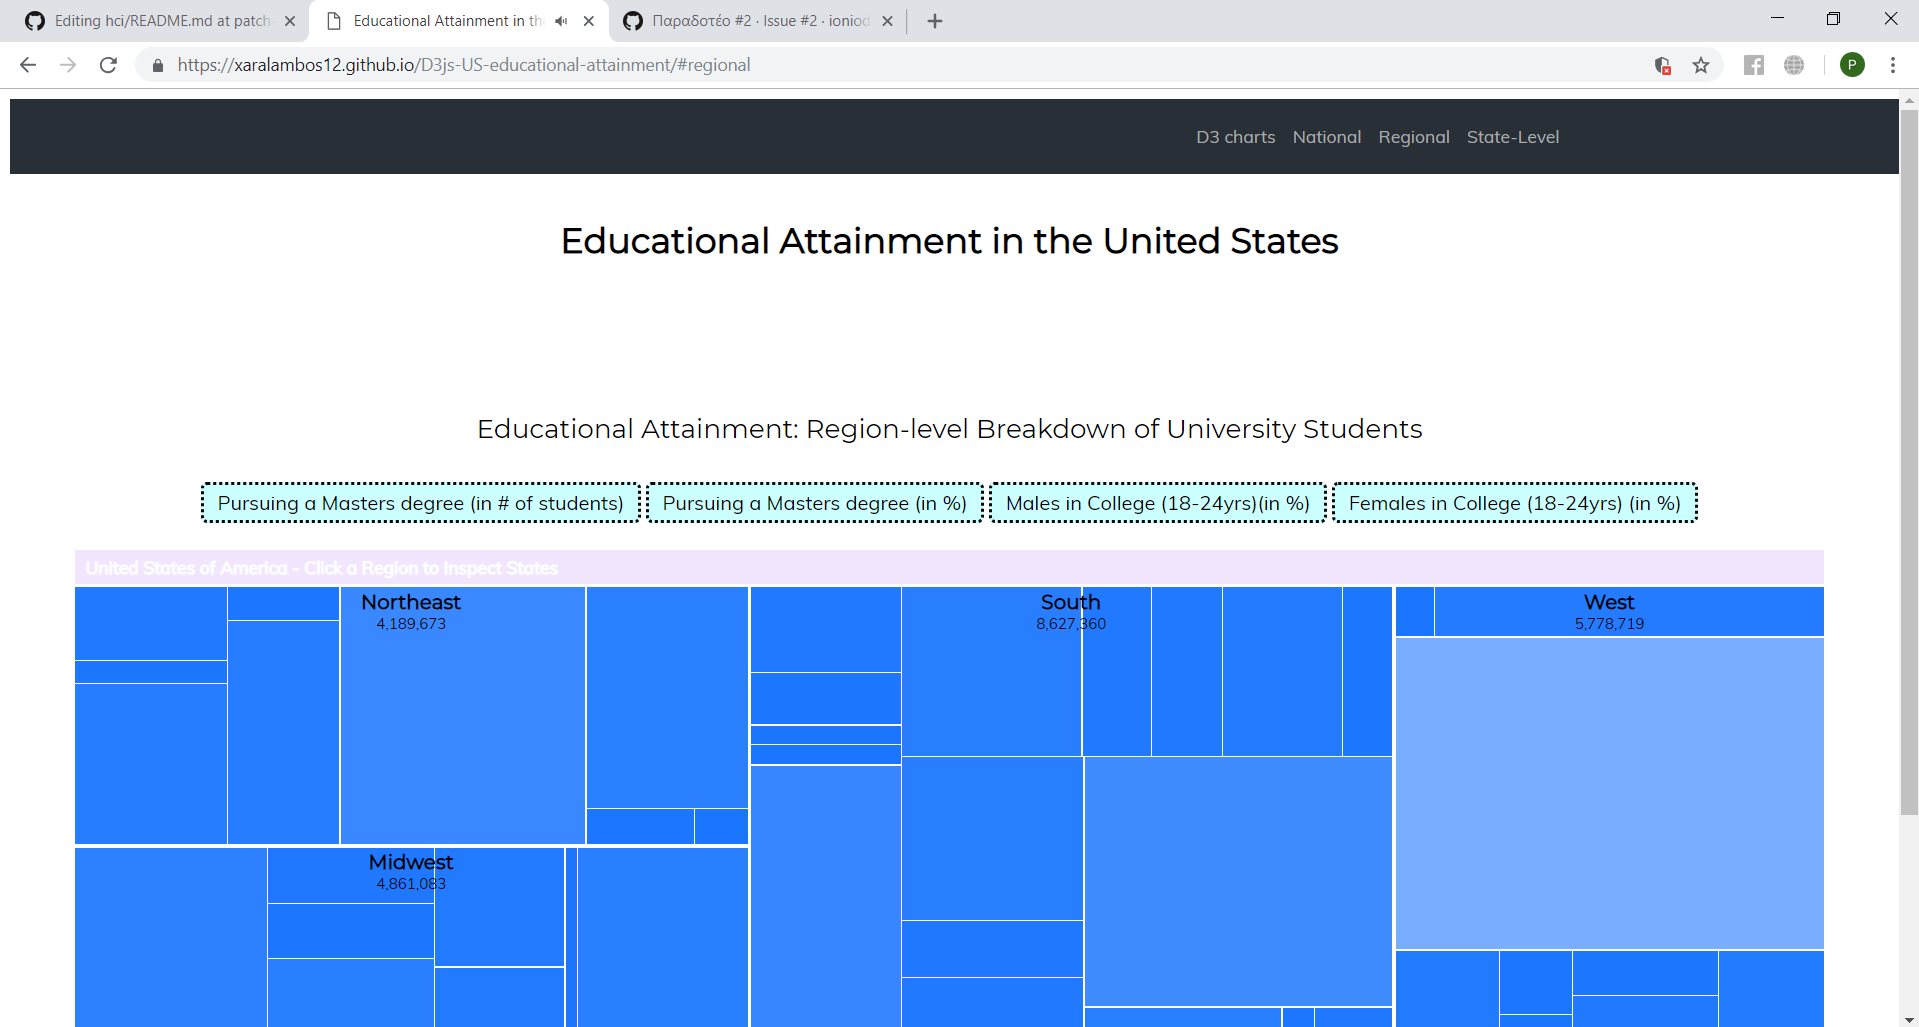 Editing hci/README.md at patch-
Educational Attainment in th
Παραδοτέο #2 · Issue #2 · ioniod
https://xaralambos12.github.io/D3js-US-educational-attainment/#regional
P
D3 charts National Regional State-Level
Educational Attainment in the United States
Educational Attainment: Region-level Breakdown of University Students
Pursuing a Masters degree (in # of students)
Pursuing a Masters degree (in %)
Males in College (18-24yrs)(in %)
Females in College (18-24yrs) (in %)
United States of America - Click a Region to Inspect States
Northeast
4,189,673
South
8,627,360
West
5,778,719
Midwest
4,861,083